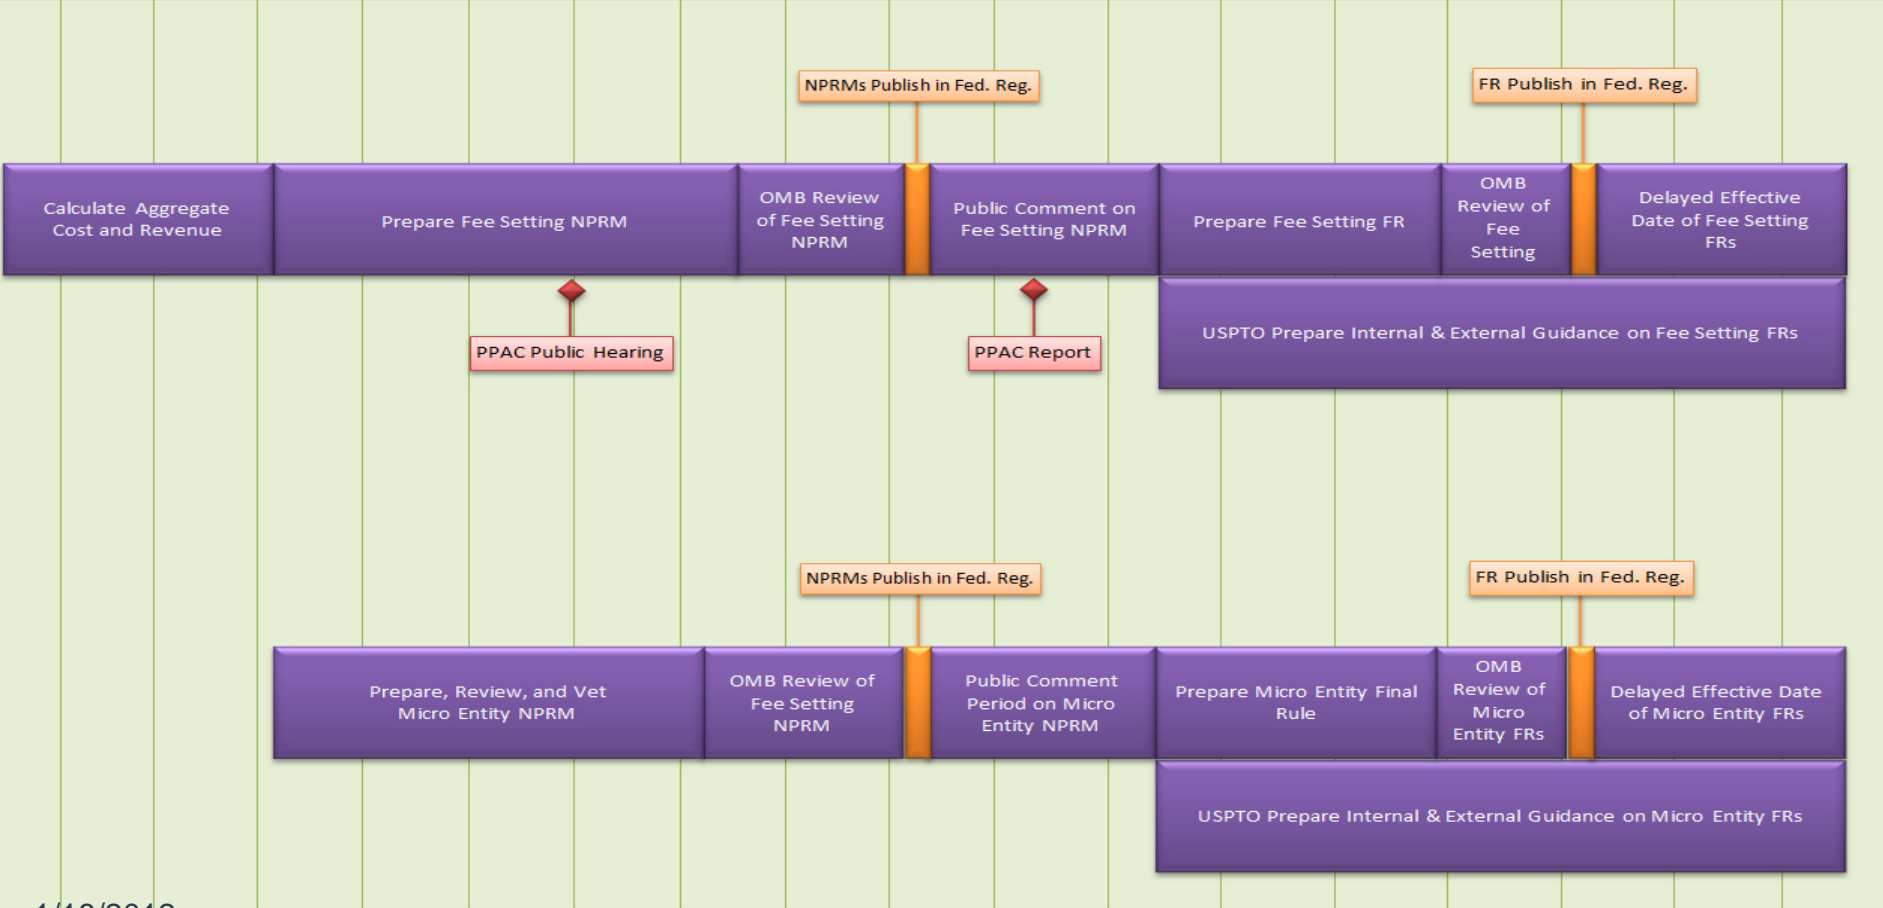 NPRMs Publish in Fed. Reg.
FR Publish in Fed. Reg.
Calculate Aggregate
Cost and Revenue
Prepare Fee Setting NPRM
OMB Review
of Fee Setting
NPRM
Public Comment on
Fee Setting NPRM
Prepare Fee Setting FR
OMB
Review of
Fee
Setting
Delayed Effective
Date of Fee Setting
FRs
USPTO Prepare Internal & External Guidance on Fee Setting FRs
PPAC Public Hearing
PPAC Report
NPRMs Publish in Fed. Reg.
FR Publish in Fed. Reg.
Prepare, Review, and Vet
Micro Entity NPRM
OMB Review of
Fee Setting
NPRM
Public Comment
Period on Micro
Entity NPRM
Prepare Micro Entity Final
Rule
OMB
Review of
Micro
Entity FRs
Delayed Effective Date
of Micro Entity FRs
USPTO Prepare Internal & External Guidance on Micro Entity FRs